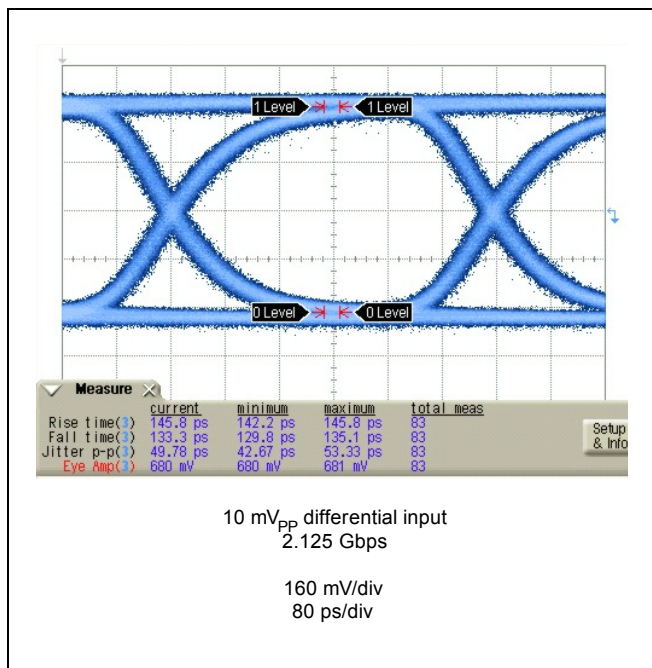 1 Level 1 Level
0 Level 0 Level
Measure
current minimum maximum total meas
Rise time(3) 145.8 ps 142.2 ps 145.8 ps 83
Fall time(3) 133.3 ps 129.8 ps 135.1 ps 83
Jitter p-p(3) 49.78 ps 42.67 ps 53.33 ps 83
Eye Amp(3) 680 mV 680 mV 681 mV 83
Setup
& Info
10 mVPP differential input
2.125 Gbps
160 mV/div
80 ps/div